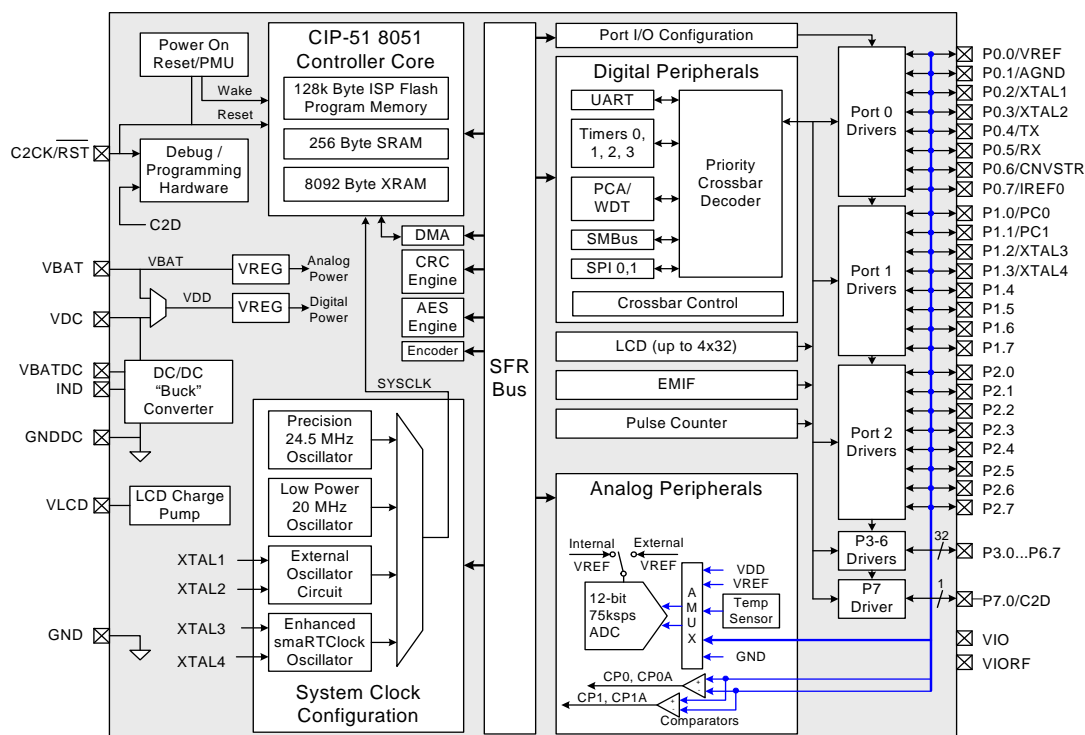 Power On
Reset/PMU
Wake
Reset
C2CK/RST
Debug /
Programming
Hardware
C2D
CIP-51 8051
Controller Core
128k Byte ISP Flash
Program Memory
256 Byte SRAM
8092 Byte XRAM
DMA
CRC
Engine
AES
Engine
Encoder
SYSCLK
VBAT
VBAT
VREG
Analog
Power
VDD
VREG
Digital
Power
VDC
VBATDC
IND
DC/DC
“Buck”
Converter
GNDDC
VLCD
LCD Charge
Pump
XTAL1
XTAL2
XTAL3
XTAL4
GND
Precision
24.5 MHz
Oscillator
Low Power
20 MHz
Oscillator
External
Oscillator
Circuit
Enhanced
smaRTClock
Oscillator
System Clock
Configuration
SFR
Bus
Port I/O Configuration
Digital Peripherals
UART
Timers 0,
1, 2, 3
PCA/
WDT
SMBus
SPI 0,1
Priority
Crossbar
Decoder
Crossbar Control
LCD (up to 4x32)
EMIF
Pulse Counter
Analog Peripherals
Internal
VREF
External
VREF
12-bit
75ksps
ADC
A
M
U
X
VDD
VREF
Temp
Sensor
GND
CP0, CP0A
+
-
CP1, CP1A
+
-
Comparators
Port 0
Drivers
Port 1
Drivers
Port 2
Drivers
P3-6
Drivers
32
P7
Driver
1
P0.0/VREF
P0.1/AGND
P0.2/XTAL1
P0.3/XTAL2
P0.4/TX
P0.5/RX
P0.6/CNVSTR
P0.7/IREF0
P1.0/PC0
P1.1/PC1
P1.2/XTAL3
P1.3/XTAL4
P1.4
P1.5
P1.6
P1.7
P2.0
P2.1
P2.2
P2.3
P2.4
P2.5
P2.6
P2.7
P3.0...P6.7
P7.0/C2D
VIO
VIORF